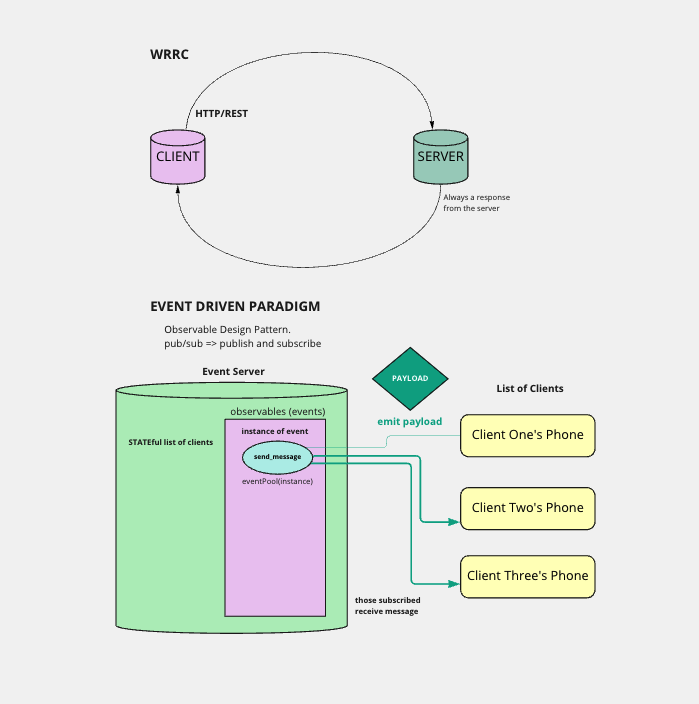 WRRC
HTTP/REST
CLIENT
SERVER
Always a response
from the server
EVENT DRIVEN PARADIGM
Observable Design Pattern.
pub/sub => publish and subscribe
Event Server
PAYLOAD
List of Clients
emit payload
observables (events)
instance of event
STATEful list of clients
send_message
eventPool(instance)
Client One's Phone
Client Two's Phone
Client Three's Phone
those subscribed
receive message